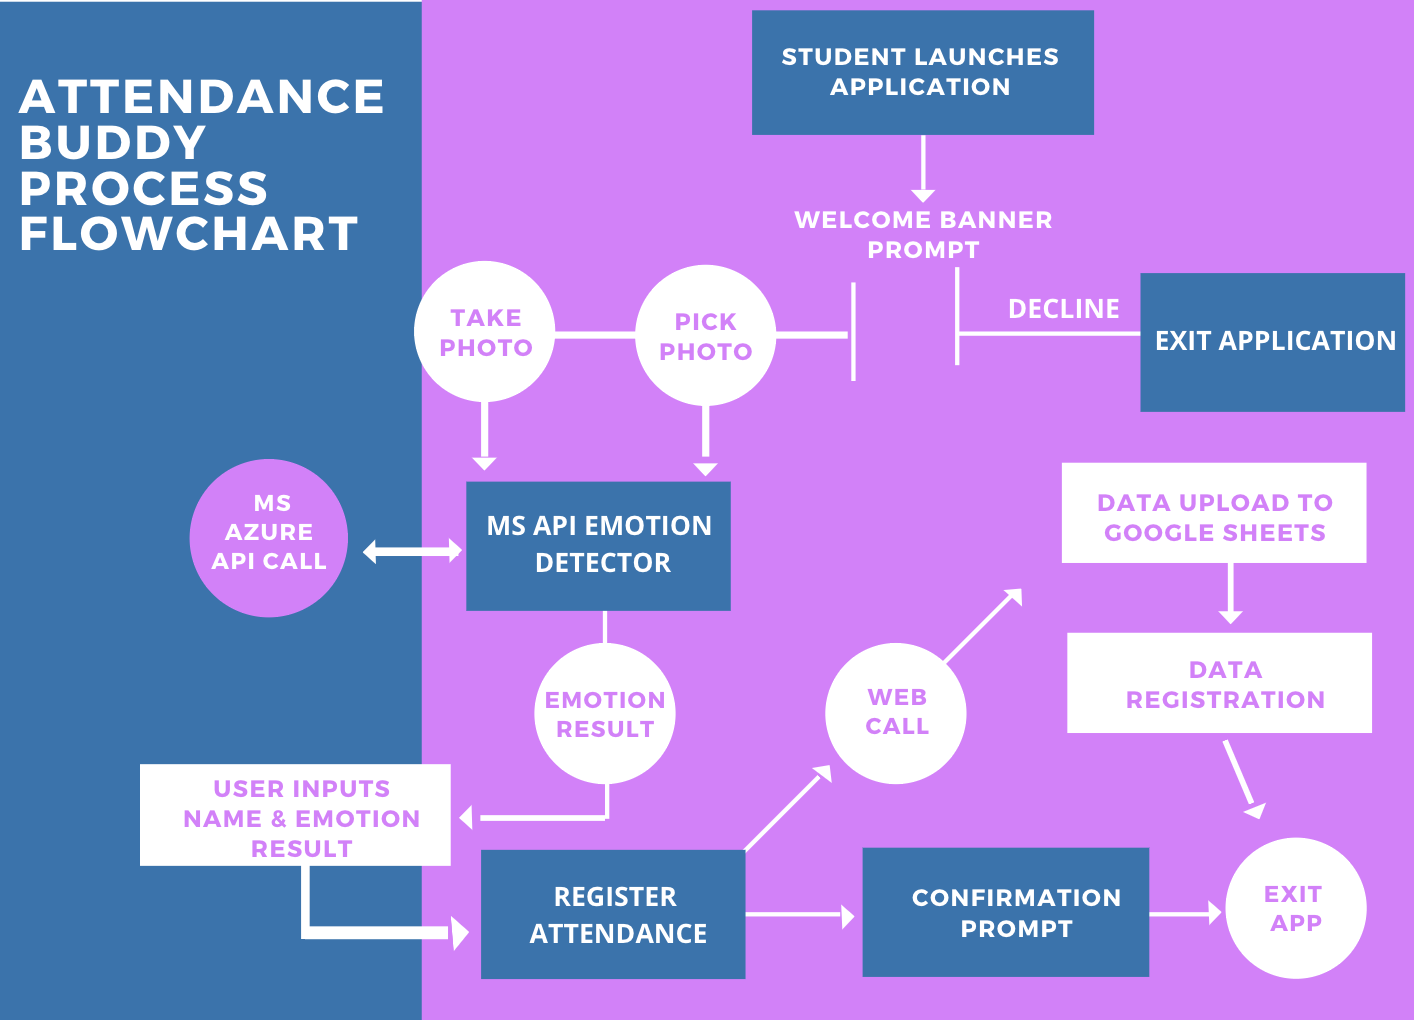 ATTENDANCE
BUDDY
PROCESS
FLOWCHART
STUDENT LAUNCHES
APPLICATION
WELCOME BANNER
PROMPT
TAKE
PHOTO
PICK
PHOTO
DECLINE
EXIT APPLICATION
MS
AZURE
API CALL
MS API EMOTION
DETECTOR
DATA UPLOAD TO
GOOGLE SHEETS
EMOTION
RESULT
WEB
CALL
DATA
REGISTRATION
USER INPUTS
NAME & EMOTION
RESULT
REGISTER
ATTENDANCE
CONFIRMATION
PROMPT
EXIT
APP